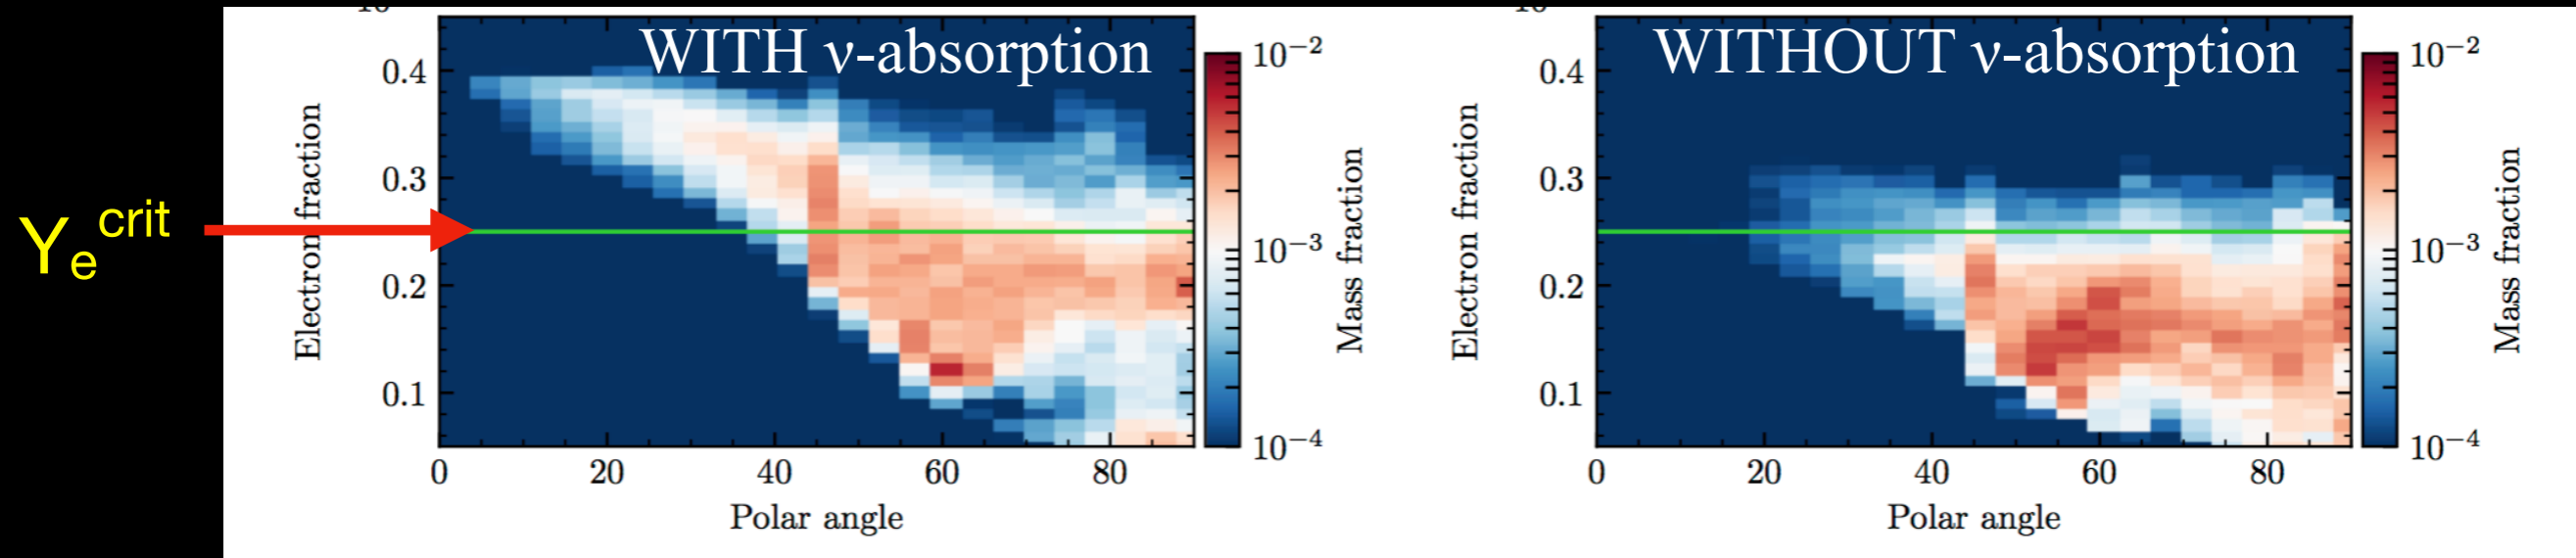 WITH ν-absorption
Electron fraction
0.4
0.3
0.2
0.1
0 20 40 60 80
Polar angle
10⁻²
10⁻³
10⁻⁴
Mass fraction
Yₑᶜʳⁱᵗ
WITHOUT ν-absorption
Electron fraction
0.4
0.3
0.2
0.1
0 20 40 60 80
Polar angle
10⁻²
10⁻³
10⁻⁴
Mass fraction